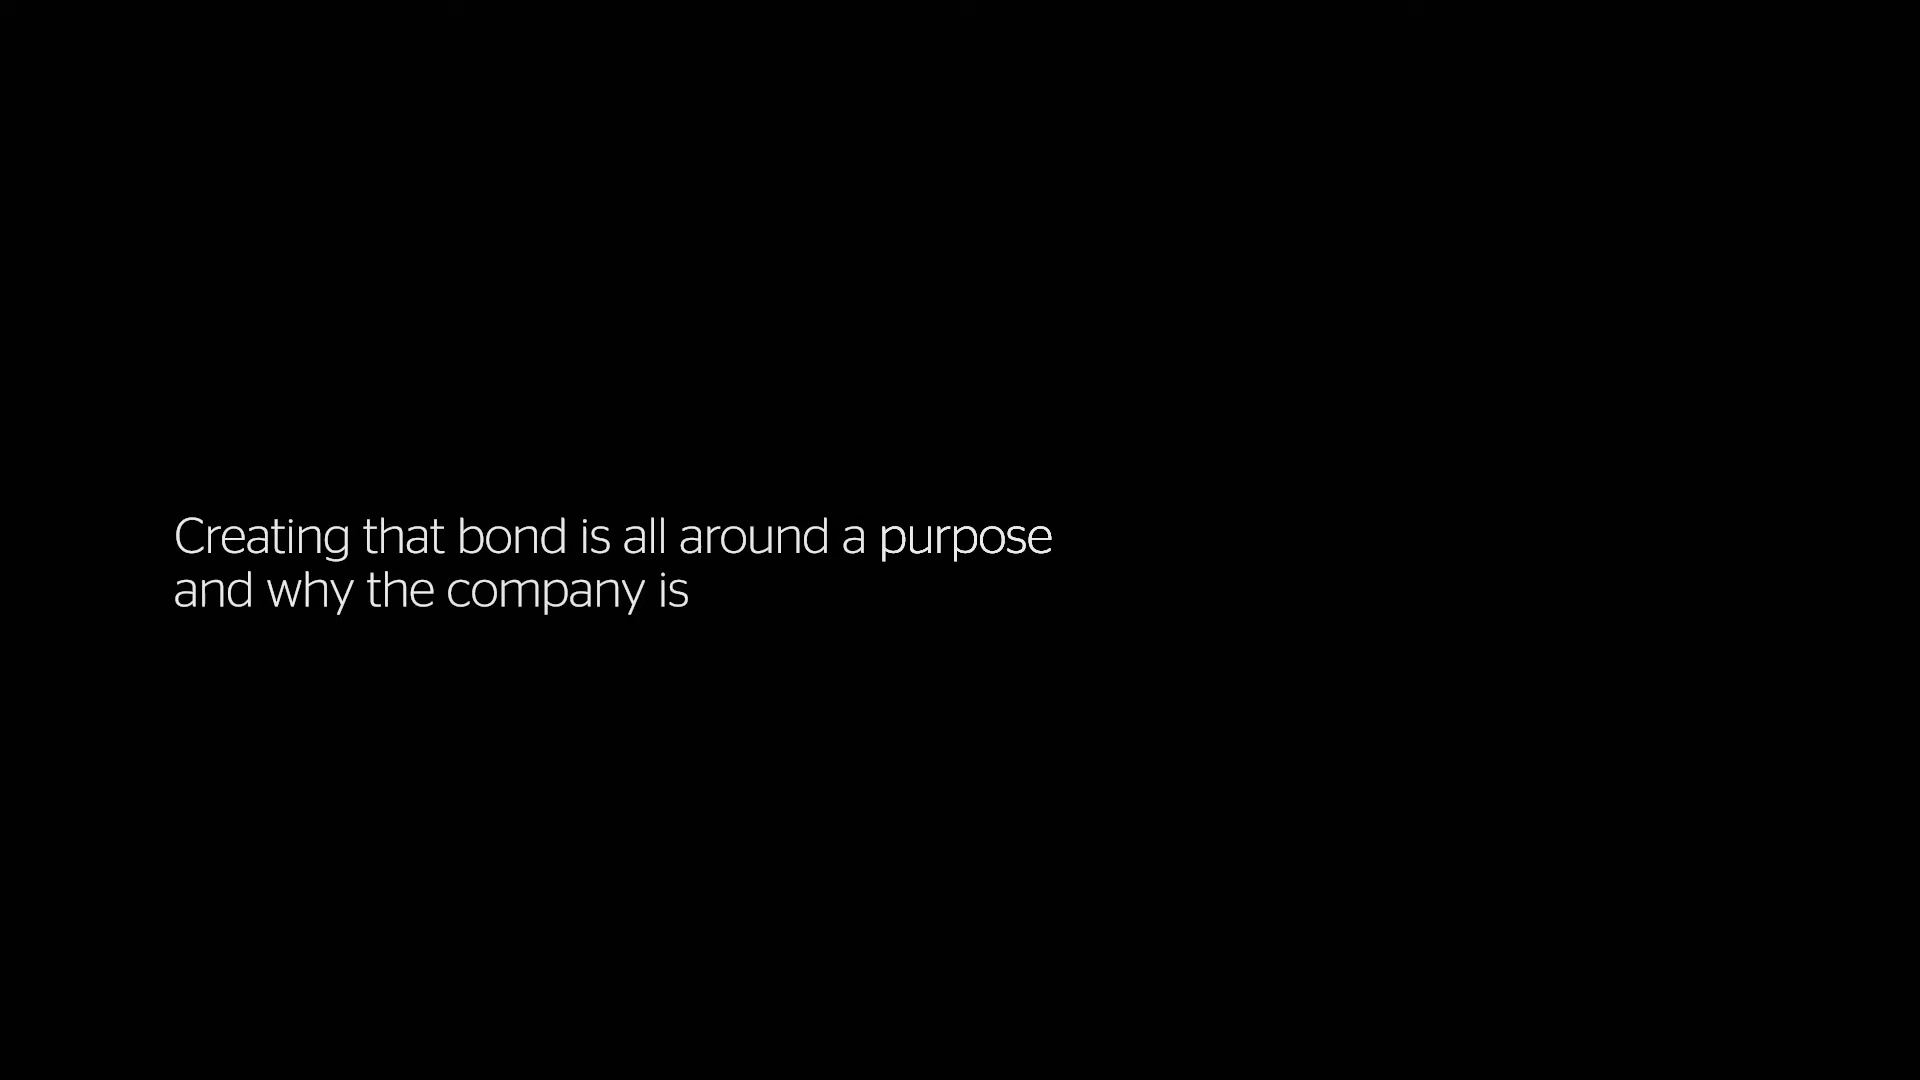 Creating that bond is all around a purpose
and why the company is